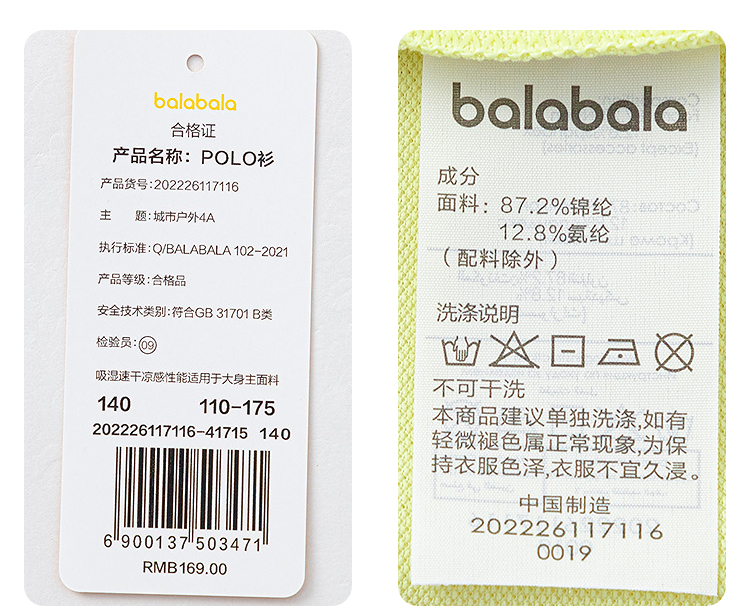 balabala
合格证
产品名称：POLO衫
产品货号:202226117116
主 题:城市户外4A
执行标准:Q/BALABALA 102-2021
产品等级:合格品
安全技术类别:符合GB 31701 B类
检验员:09
吸湿速干凉感性能适用于大身主面料
140 110-175
202226117116-41715 140
6 900137 503471
RMB169.00
balabala
成分
面料: 87.2%锦纶
12.8%氨纶
(配料除外)
洗涤说明
不可干洗
本商品建议单独洗涤,如有
轻微褪色属正常现象,为保
持衣服色泽,衣服不宜久浸。
中国制造
202226117116
0019